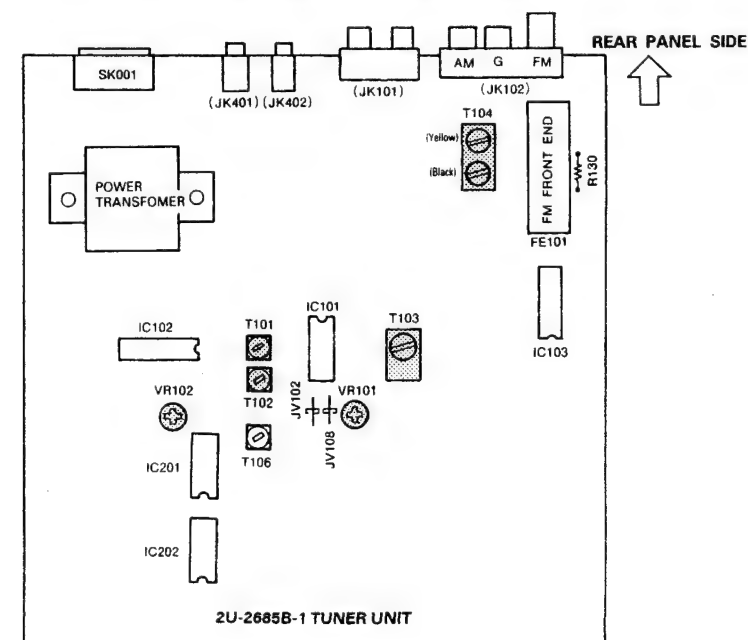 REAR PANEL SIDE
AM G FM
SK001
(JK401) (JK402)
(JK101)
(JK102)
T104
(Yellow)
(Black)
FM FRONT END
R130
FE101
POWER
TRANSFOMER
IC101
T103
IC102
T101
IC103
VR102
T102
JV102
VR101
JV108
T106
IC201
IC202
2U-2685B-1 TUNER UNIT